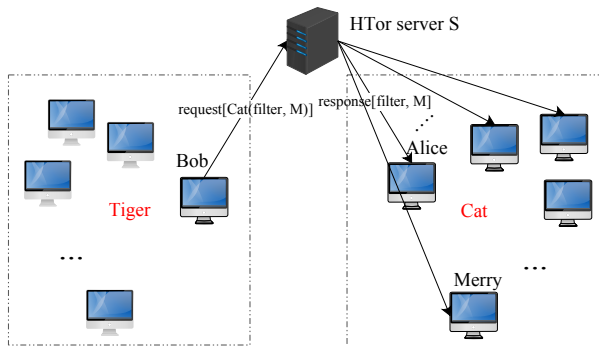 HTor server S
request[Cat(filter, M)]
response[filter, M]
...
Bob
Alice
Tiger
Cat
...
...
Merry